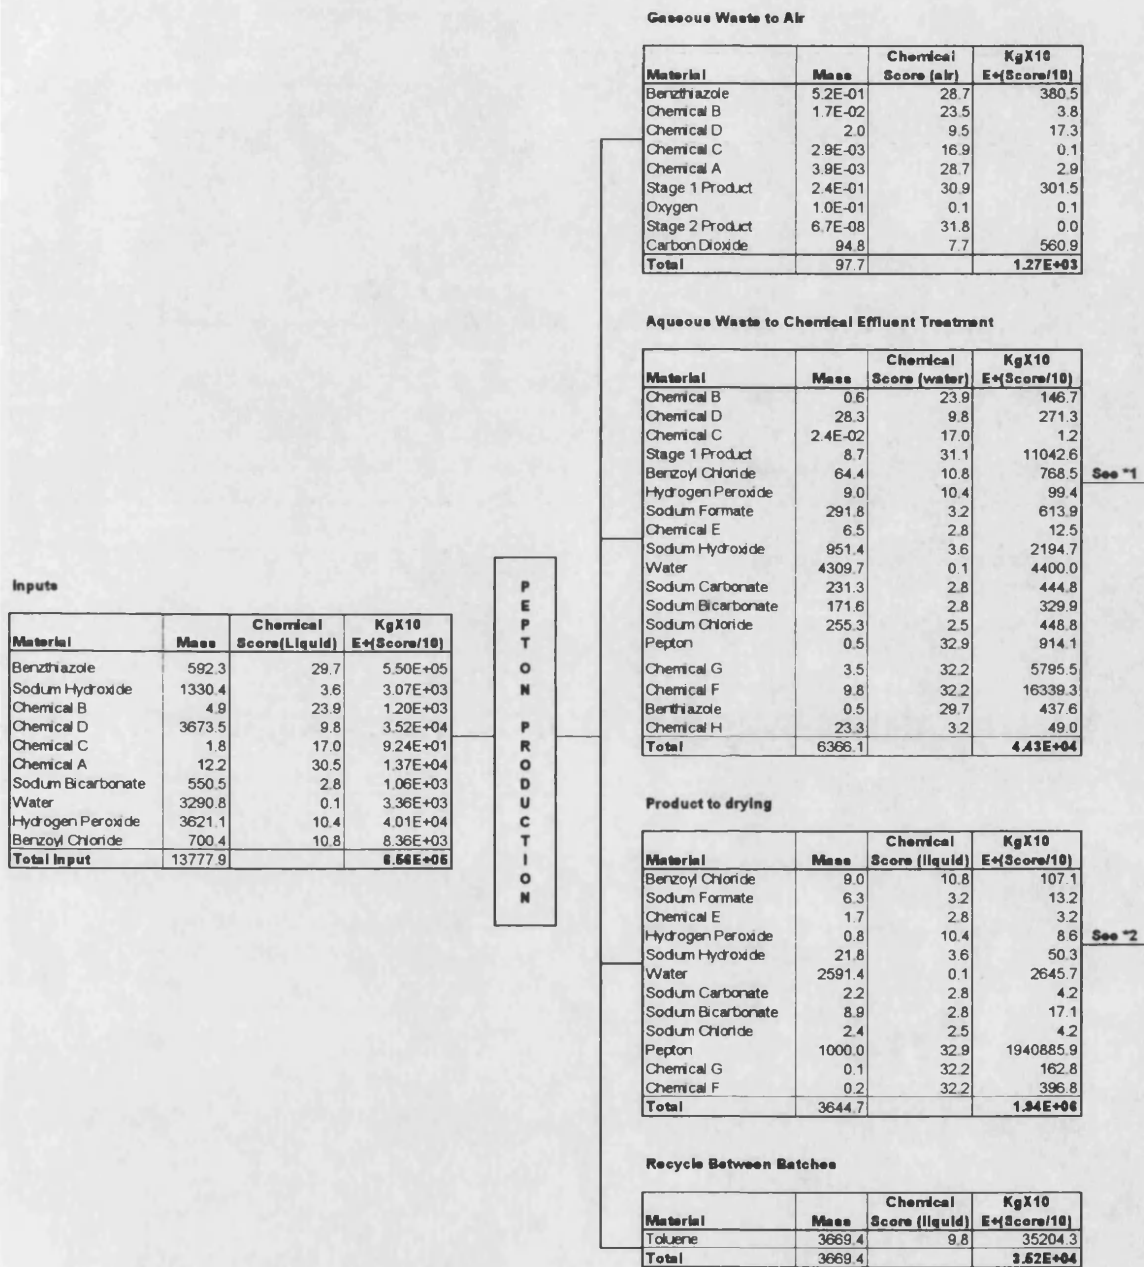 Gaseous Waste to Air
Material Mass Chemical Score (air) KgX10 E+(Score/10)
Benzthiazole 5.2E-01 28.7 380.5
Chemical B 1.7E-02 23.5 3.8
Chemical D 2.0 9.5 17.3
Chemical C 2.9E-03 16.9 0.1
Chemical A 3.9E-03 28.7 2.9
Stage 1 Product 2.4E-01 30.9 301.5
Oxygen 1.0E-01 0.1 0.1
Stage 2 Product 6.7E-08 31.8 0.0
Carbon Dioxide 94.8 7.7 560.9
Total 97.7 1.27E+03
Aqueous Waste to Chemical Effluent Treatment
Material Mass Chemical Score (water) KgX10 E+(Score/10)
Chemical B 0.6 23.9 146.7
Chemical D 28.3 9.8 271.3
Chemical C 2.4E-02 17.0 1.2
Stage 1 Product 8.7 31.1 11042.6
Benzoyl Chloride 64.4 10.8 768.5
Hydrogen Peroxide 9.0 10.4 99.4
Sodium Formate 291.8 3.2 613.9
Chemical E 6.5 2.8 12.5
Sodium Hydroxide 951.4 3.6 2194.7
Water 4309.7 0.1 4400.0
Sodium Carbonate 231.3 2.8 444.8
Sodium Bicarbonate 171.6 2.8 329.9
Sodium Chloride 255.3 2.5 448.8
Pepton 0.5 32.9 914.1
Chemical G 3.5 32.2 5795.5
Chemical F 9.8 32.2 16339.3
Benthiazole 0.5 29.7 437.6
Chemical H 23.3 3.2 49.0
Total 6366.1 4.43E+04
See *1
Inputs
Material Mass Chemical Score(Liquid) KgX10 E+(Score/10)
Benzthiazole 592.3 29.7 5.50E+05
Sodium Hydroxide 1330.4 3.6 3.07E+03
Chemical B 4.9 23.9 1.20E+03
Chemical D 3673.5 9.8 3.52E+04
Chemical C 1.8 17.0 9.24E+01
Chemical A 12.2 30.5 1.37E+04
Sodium Bicarbonate 550.5 2.8 1.06E+03
Water 3290.8 0.1 3.36E+03
Hydrogen Peroxide 3621.1 10.4 4.01E+04
Benzoyl Chloride 700.4 10.8 8.36E+03
Total Input 13777.9 6.56E+05
PEPTON PRODUCTION
Product to drying
Material Mass Chemical Score (liquid) KgX10 E+(Score/10)
Benzoyl Chloride 9.0 10.8 107.1
Sodium Formate 6.3 3.2 13.2
Chemical E 1.7 2.8 3.2
Hydrogen Peroxide 0.8 10.4 8.6
Sodium Hydroxide 21.8 3.6 50.3
Water 2591.4 0.1 2645.7
Sodium Carbonate 2.2 2.8 4.2
Sodium Bicarbonate 8.9 2.8 17.1
Sodium Chloride 2.4 2.5 4.2
Pepton 1000.0 32.9 1940885.9
Chemical G 0.1 32.2 162.8
Chemical F 0.2 32.2 396.8
Total 3644.7 1.94E+06
See *2
Recycle Between Batches
Material Mass Chemical Score (liquid) KgX10 E+(Score/10)
Toluene 3669.4 9.8 35204.3
Total 3669.4 3.52E+04